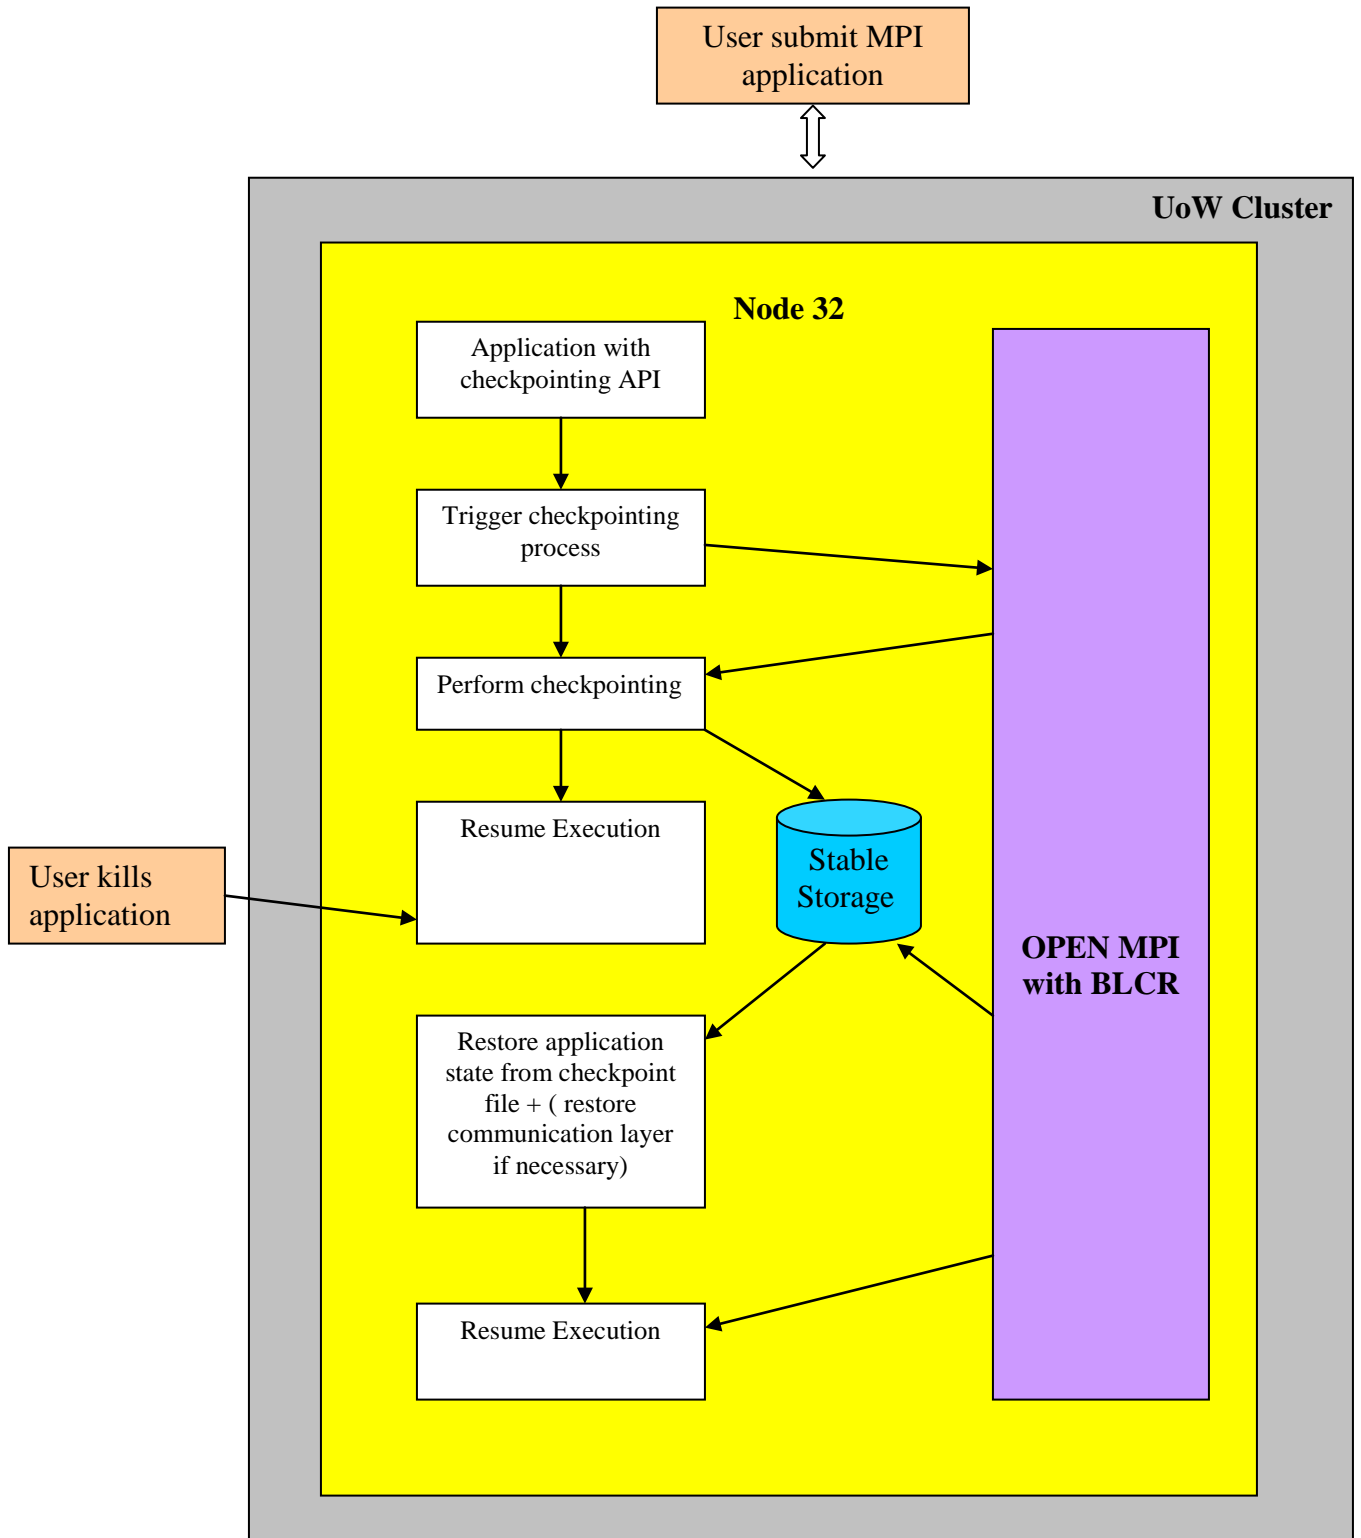 User submit MPI
application
UoW Cluster
Node 32
Application with
checkpointing API
Trigger checkpointing
process
Perform checkpointing
Resume Execution
Stable
Storage
User kills
application
OPEN MPI
with BLCR
Restore application
state from checkpoint
file + ( restore
communication layer
if necessary)
Resume Execution